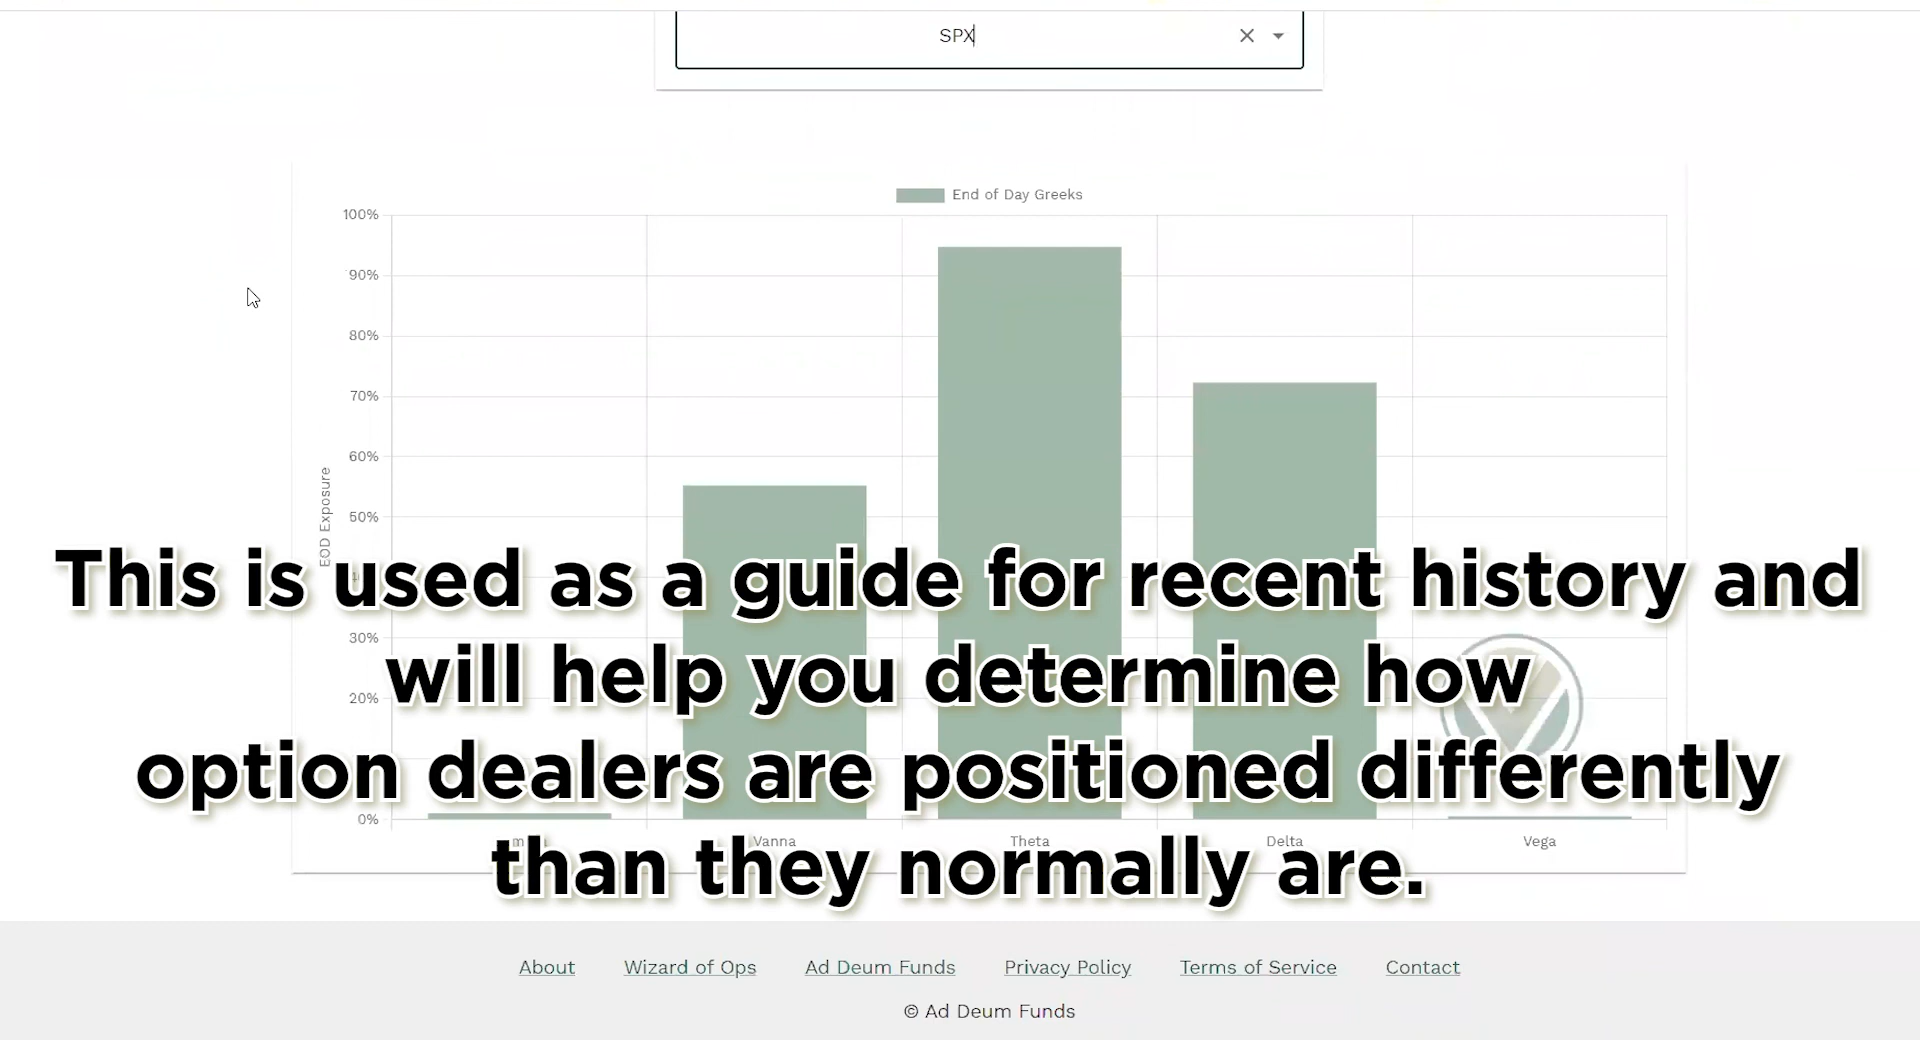 SPX
End of Day Greeks
100%
90%
80%
70%
60%
50%
30%
20%
0%
EOD Exposure
This is used as a guide for recent history and
will help you determine how
option dealers are positioned differently
than they normally are.
Vanna
Theta
Delta
Vega
About
Wizard of Ops
Ad Deum Funds
Privacy Policy
Terms of Service
Contact
© Ad Deum Funds